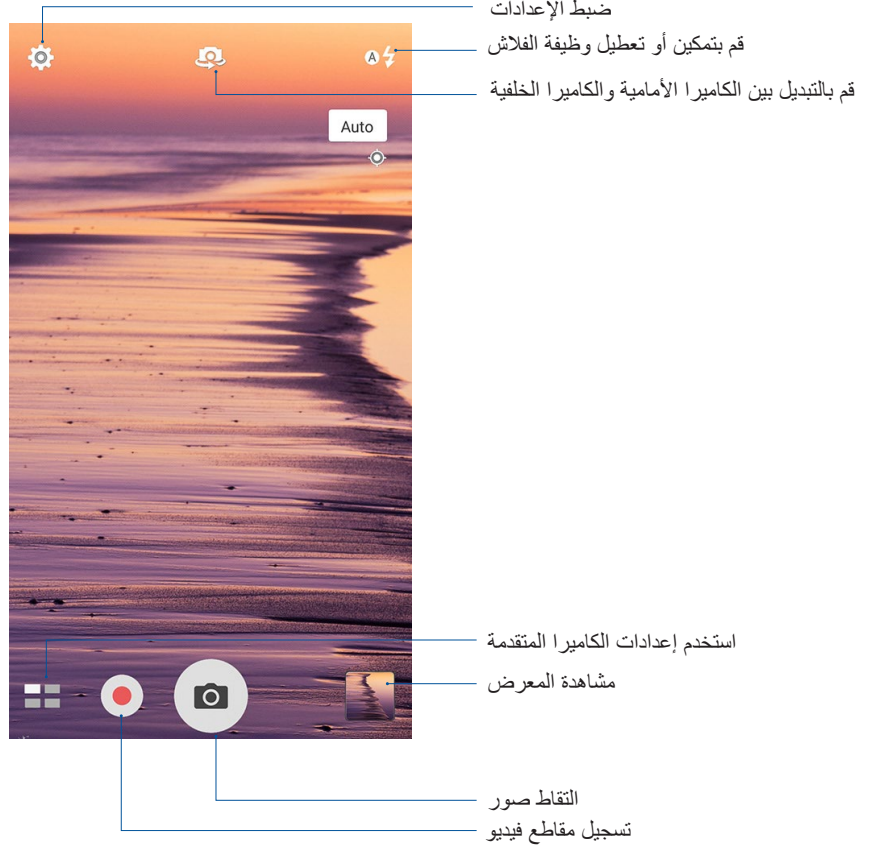 ضبط الإعدادات
قم بتمكين أو تعطيل وظيفة الفلاش
A
قم بالتبديل بين الكاميرا الأمامية والكاميرا الخلفية
Auto
استخدم إعدادات الكاميرا المتقدمة
مشاهدة المعرض
التقاط صور
تسجيل مقاطع فيديو